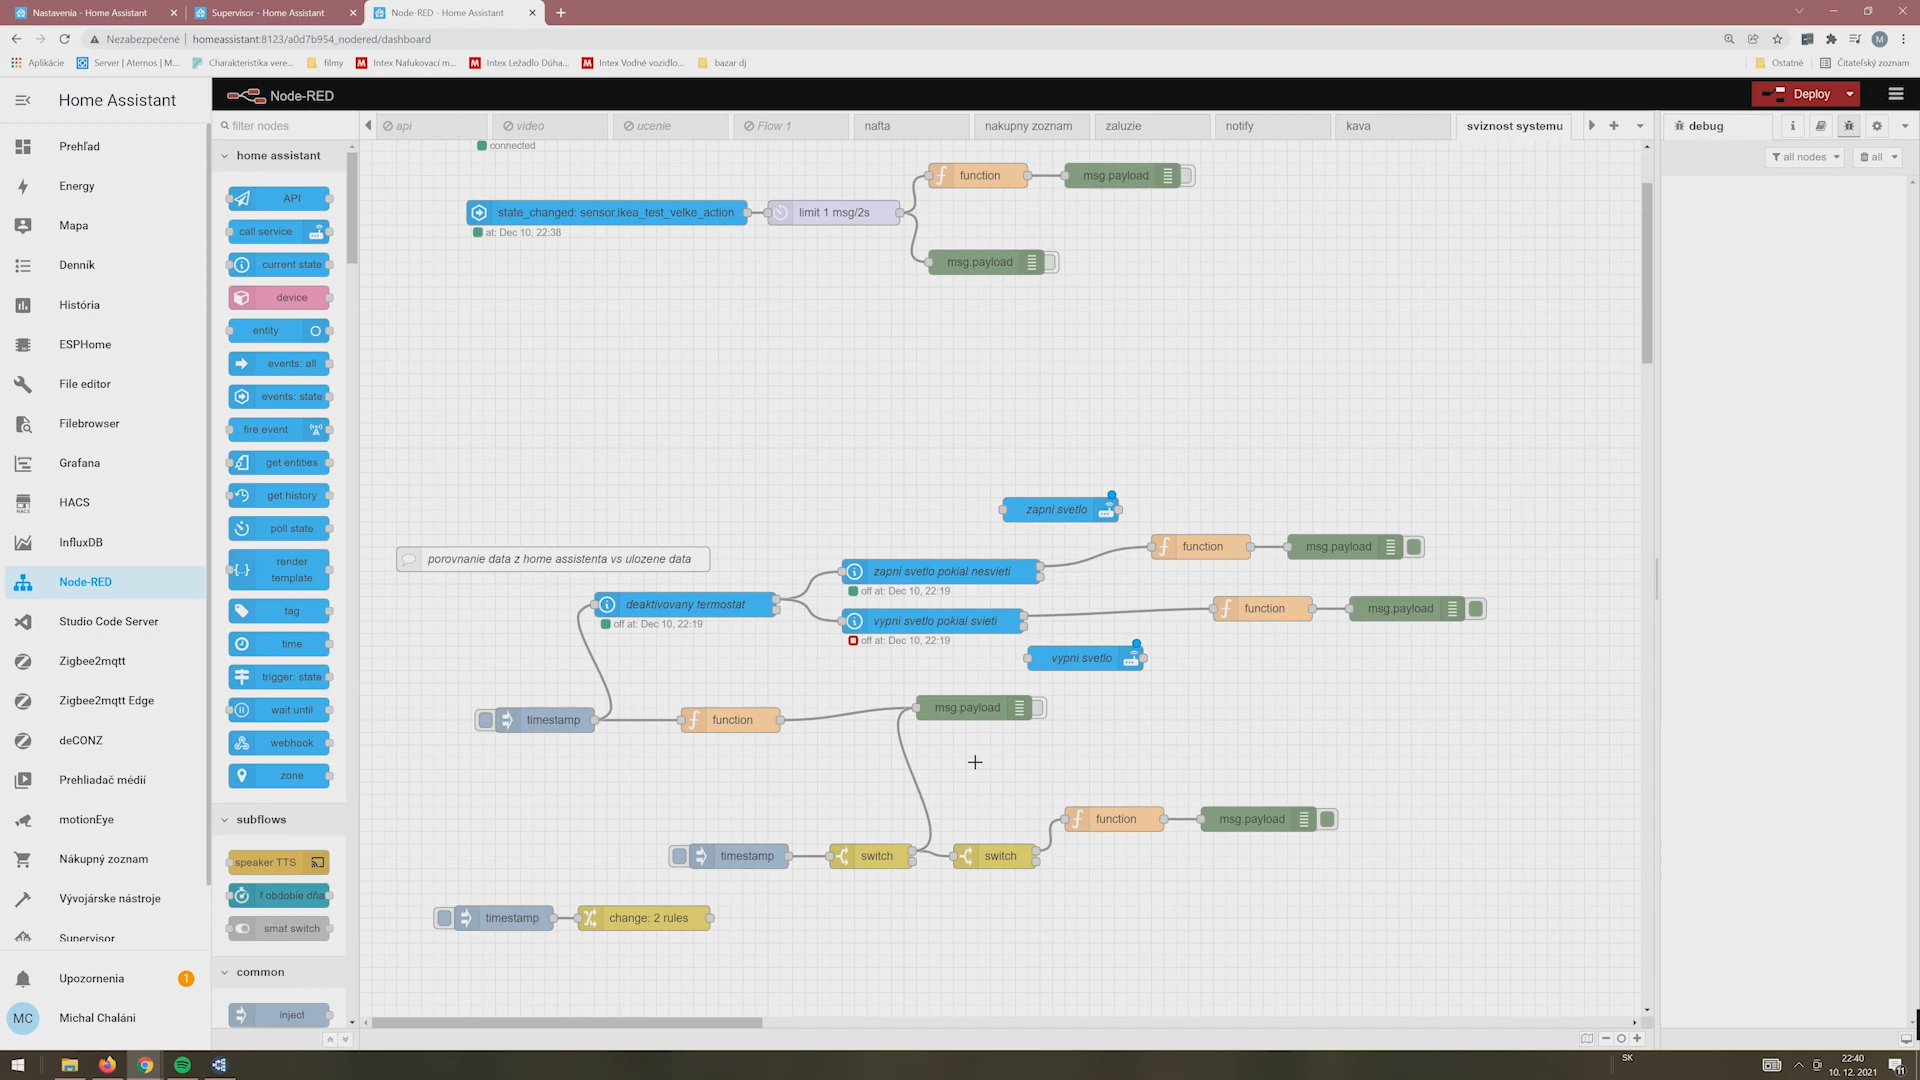 Nastavenia - Home Assistant
Supervisor - Home Assistant
Node-RED - Home Assistant
Nezabezpečené
homeassistant:8123/a0d7b954_nodered/dashboard
M
Aplikácie
Server | Aternos | M...
Charakteristika vere...
filmy
Intex Nafukovací m...
Intex Ležadlo Dúha...
Intex Vodné vozidlo...
bazar dj
Ostatné
Čitateľský zoznam
Home Assistant
Node-RED
Deploy
Prehľad
Energy
Mapa
Denník
História
ESPHome
File editor
Filebrowser
Grafana
HACS
InfluxDB
Node-RED
Studio Code Server
Zigbee2mqtt
Zigbee2mqtt Edge
deCONZ
Prehliadač médií
motionEye
Nákupný zoznam
Vývojárske nástroje
Supervisor
Upozornenia
1
MC
Michal Chaláni
filter nodes
home assistant
API
call service
current state
device
entity
events: all
events: state
fire event
get entities
get history
poll state
render
template
tag
time
trigger: state
wait until
webhook
zone
subflows
speaker TTS
f obdobie dňa
smat switch
common
inject
api
video
ucenie
Flow 1
nafta
nakupny zoznam
zaluzie
notify
kava
sviznost systemu
connected
function
msg.payload
state_changed: sensor.ikea_test_velke_action
limit 1 msg/2s
at: Dec 10, 22:38
msg.payload
zapni svetlo
function
msg.payload
porovnanie data z home assistenta vs ulozene data
zapni svetlo pokial nesvieti
off at: Dec 10, 22:19
deaktivovany termostat
off at: Dec 10, 22:19
vypni svetlo pokial svieti
off at: Dec 10, 22:19
function
msg.payload
vypni svetlo
timestamp
function
msg.payload
function
msg.payload
timestamp
switch
switch
timestamp
change: 2 rules
debug
all nodes
all
SK
22:40
10. 12. 2021
11